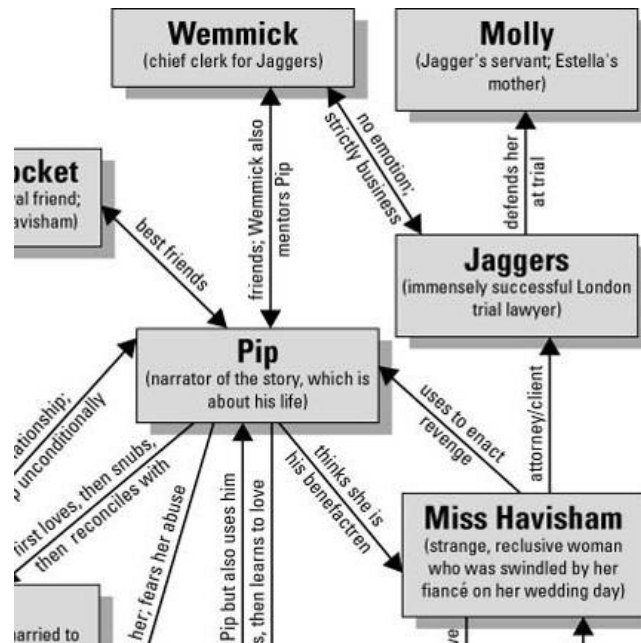 Wemmick
(chief clerk for Jaggers)
Molly
(Jagger's servant; Estella's
mother)
friend;
best friends
friends; Wemmick also
mentors Pip
no emotion;
strictly business
defends her
at trial
Jaggers
(immensely successful London
trial lawyer)
Pip
(narrator of the story, which is
about his life)
unconditionally
first loves, then snubs,
then reconciles with
her; fears her abuse
Pip but also uses him
then learns to love
thinks she is
his benefactren
uses to enact
revenge
attorney/client
Miss Havisham
(strange, reclusive woman
who was swindled by her
fiancé on her wedding day)
to